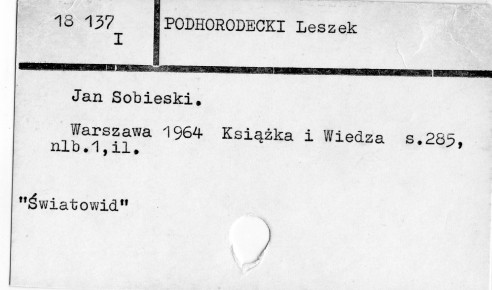 18 137
I
PODHORODECKI Leszek
Jan Sobieski.
Warszawa 1964 Książka i Wiedza s.285,
nlb.1,il.
"Światowid"